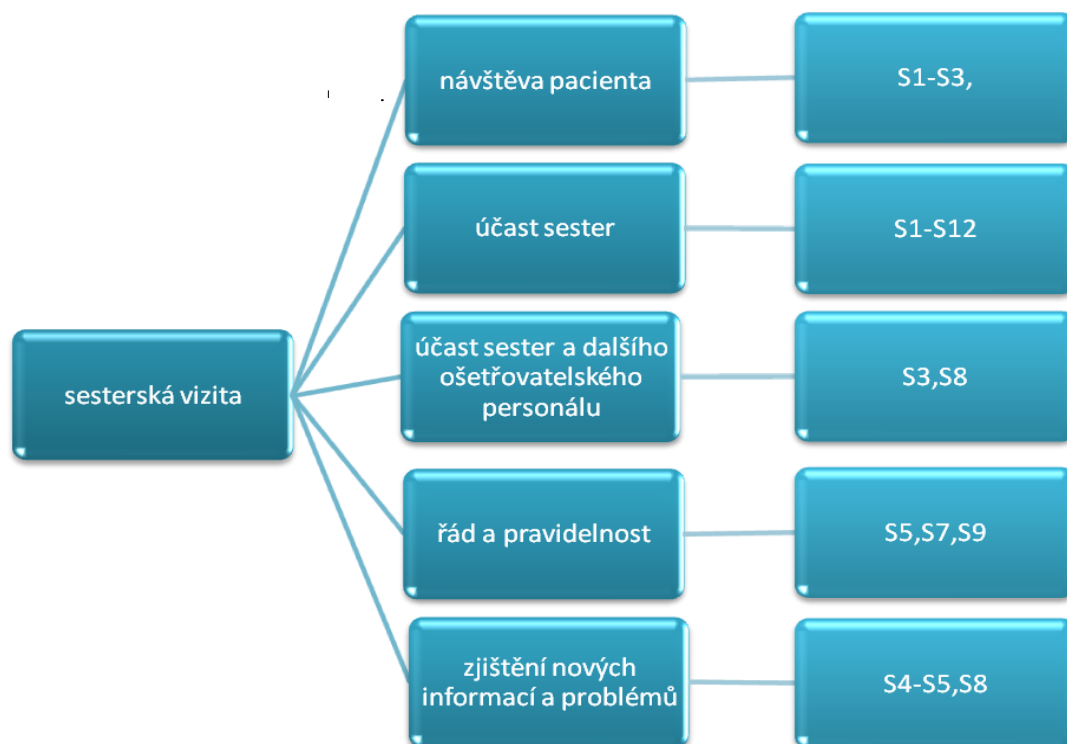 sesterská vizita
návštěva pacienta
S1-S3,
účast sester
S1-S12
účast sester a dalšího
ošetřovatelského
personálu
S3,S8
řád a pravidelnost
S5,S7,S9
zjištění nových
informací a problémů
S4-S5,S8